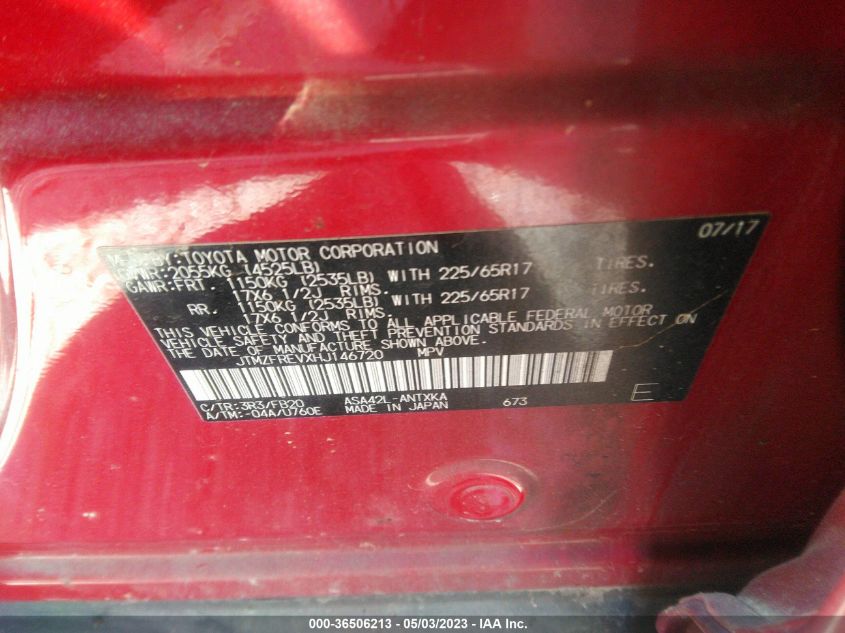 07/17
BY:TOYOTA MOTOR CORPORATION
GVWR:2055KG (4525LB)
GAWR:FRT. 1150KG (2535LB) WITH 225/65R17 TIRES.
17X6 1/2J RIMS.
RR. 1150KG (2535LB) WITH 225/65R17 TIRES.
17X6 1/2J RIMS.
THIS VEHICLE CONFORMS TO ALL APPLICABLE FEDERAL MOTOR
VEHICLE SAFETY AND THEFT PREVENTION STANDARDS IN EFFECT ON
THE DATE OF MANUFACTURE SHOWN ABOVE.
JTMZFREVXHJ146720 MPV
C/TR:3R3/FB20 ASA42L-ANTXKA 673 E
A/TM:-04A/U760E MADE IN JAPAN
000-36506213 - 05/03/2023 - IAA Inc.